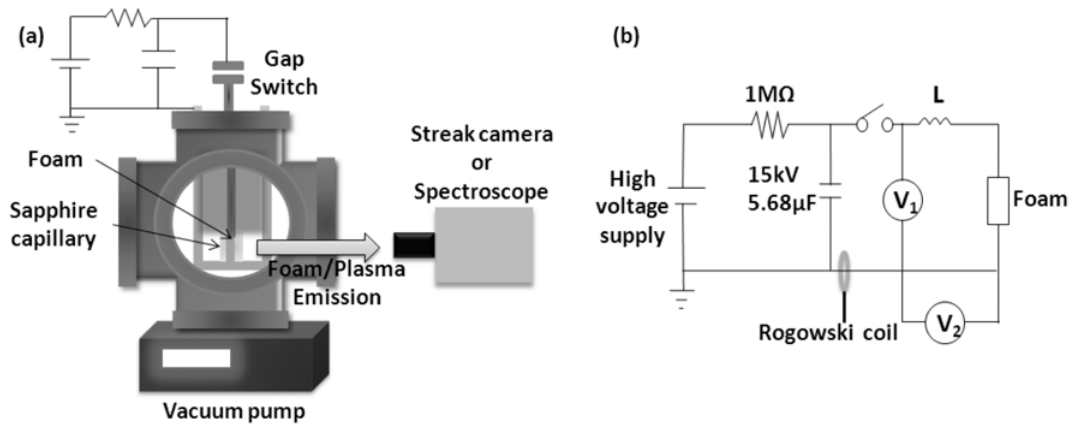 (a)
Gap
Switch
Foam
Sapphire
capillary
Streak camera
or
Spectroscope
Foam/Plasma
Emission
Vacuum pump
(b)
1MΩ
L
High
voltage
supply
15kV
5.68μF
V1
Foam
Rogowski coil
V2